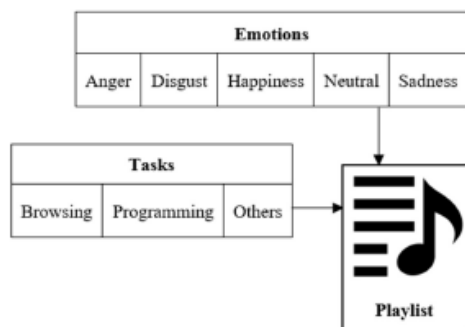 Emotions
Anger Disgust Happiness Neutral Sadness
Tasks
Browsing Programming Others
Playlist